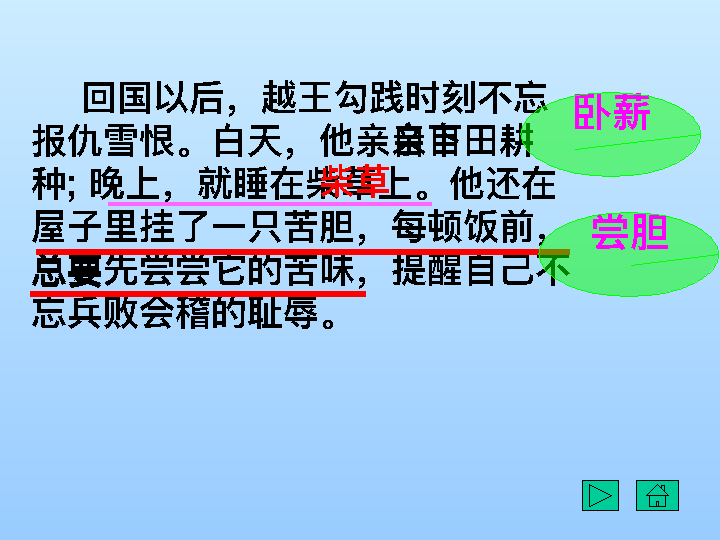 回国以后，越王勾践时刻不忘
报仇雪恨。白天，他亲自下田耕
种; 晚上，就睡在柴草上。他还在
屋子里挂了一只苦胆，每顿饭前，
总要先尝尝它的苦味，提醒自己不
忘兵败会稽的耻辱。
卧薪
尝胆